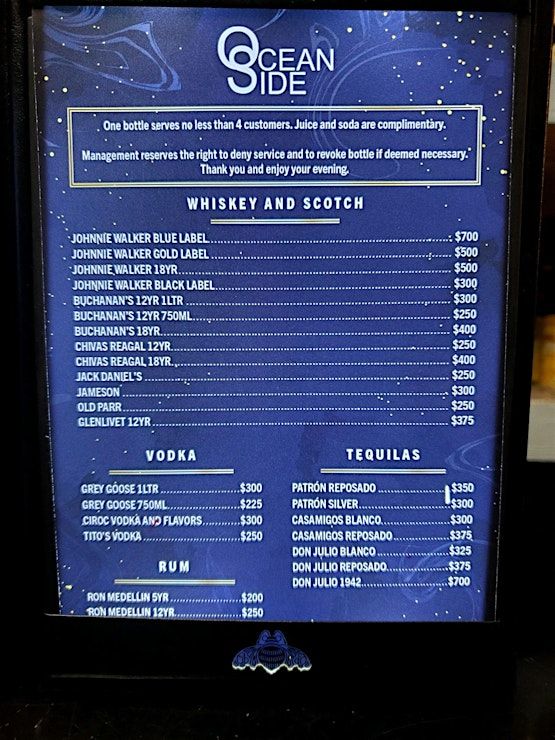 OCEAN
SIDE
One bottle serves no less than 4 customers. Juice and soda are complimentary.
Management reserves the right to deny service and to revoke bottle if deemed necessary.
Thank you and enjoy your evening.
WHISKEY AND SCOTCH
JOHNNIE WALKER BLUE LABEL $700
JOHNNIE WALKER GOLD LABEL $500
JOHNNIE WALKER 18YR $500
JOHNNIE WALKER BLACK LABEL $300
BUCHANAN'S 12YR 1LTR $300
BUCHANAN'S 12YR 750ML $250
BUCHANAN'S 18YR $400
CHIVAS REAGAL 12YR $250
CHIVAS REAGAL 18YR $400
JACK DANIEL'S $250
JAMESON $300
OLD PARR $250
GLENLIVET 12YR $375
VODKA
GREY GOOSE 1LTR $300
GREY GOOSE 750ML $225
CIROC VODKA AND FLAVORS $300
TITO'S VODKA $250
RUM
RON MEDELLIN 5YR $200
RON MEDELLIN 12YR $250
TEQUILAS
PATRÓN REPOSADO $350
PATRÓN SILVER $300
CASAMIGOS BLANCO $300
CASAMIGOS REPOSADO $375
DON JULIO BLANCO $325
DON JULIO REPOSADO $375
DON JULIO 1942 $700